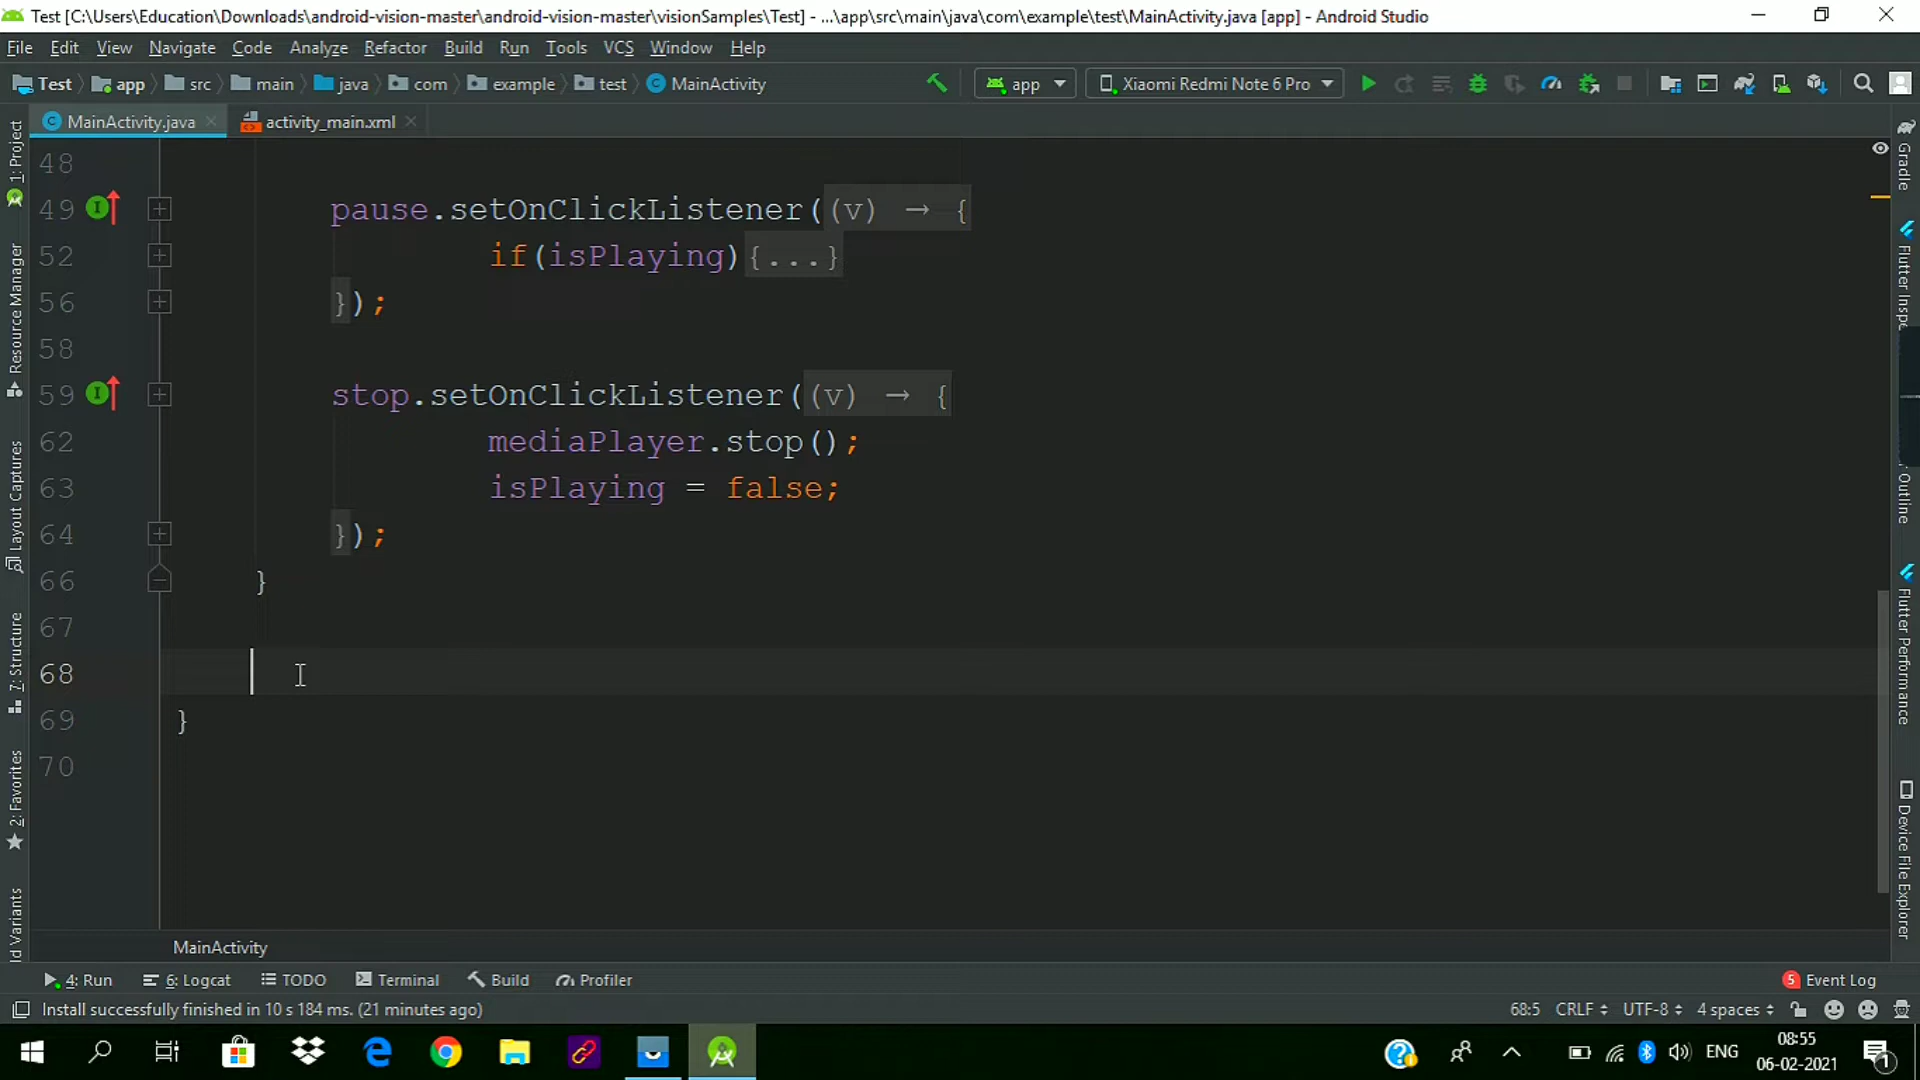 Test [C:\Users\Education\Downloads\android-vision-master\android-vision-master\visionSamples\Test] - ...\app\src\main\java\com\example\test\MainActivity.java [app] - Android Studio
File Edit View Navigate Code Analyze Refactor Build Run Tools VCS Window Help
Test app src main java com example test MainActivity app Xiaomi Redmi Note 6 Pro
MainActivity.java activity_main.xml
48
49 pause.setOnClickListener((v) → {
52 if(isPlaying){...}
56 });
58
59 stop.setOnClickListener((v) → {
62 mediaPlayer.stop();
63 isPlaying = false;
64 });
66 }
67
68
69 }
70
1: Project
Resource Manager
Layout Captures
7: Structure
2: Favorites
ld Variants
Gradle
Flutter Inspe
Outline
Flutter Performance
Device File Explorer
MainActivity
4: Run 6: Logcat TODO Terminal Build Profiler 5 Event Log
Install successfully finished in 10 s 184 ms. (21 minutes ago) 68:5 CRLF UTF-8 4 spaces
ENG 08:55
06-02-2021 1